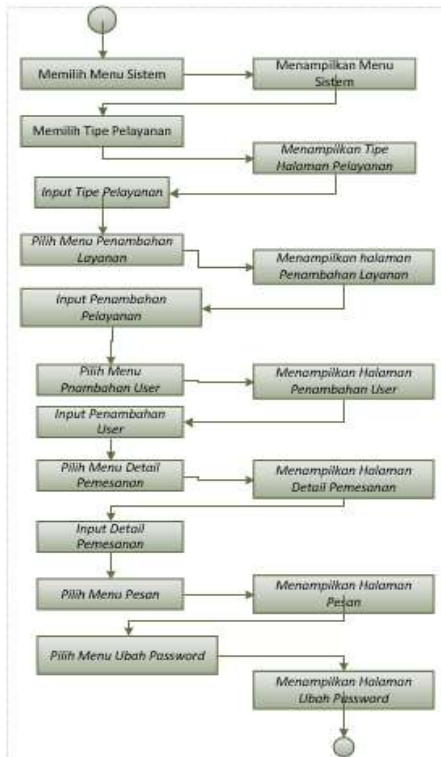 Memilih Menu Sistem
Menampilkan Menu
Sistem
Memilih Tipe Pelayanan
Menampilkan Tipe
Halaman Pelayanan
Input Tipe Pelayanan
Pilih Menu Penambahan
Layanan
Menampilkan halaman
Penambahan Layanan
Input Penambahan
Pelayanan
Pilih Menu
Pnambahan User
Menampilkan Halaman
Penambahan User
Input Penambahan
User
Pilih Menu Detail
Pemesanan
Menampilkan Halaman
Detail Pemesanan
Input Detail
Pemesanan
Pilih Menu Pesan
Menampilkan Halaman
Pesan
Pilih Menu Ubah Password
Menampilkan Halaman
Ubah Password